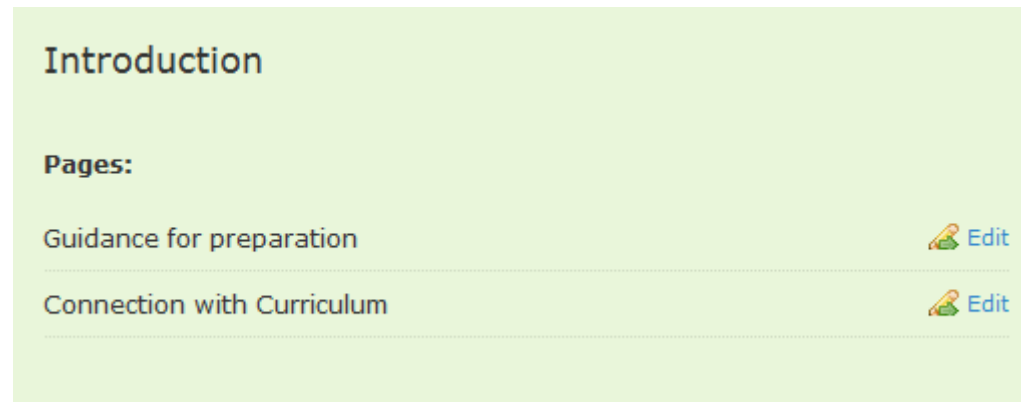 Introduction
Pages:
Guidance for preparation Edit
Connection with Curriculum Edit